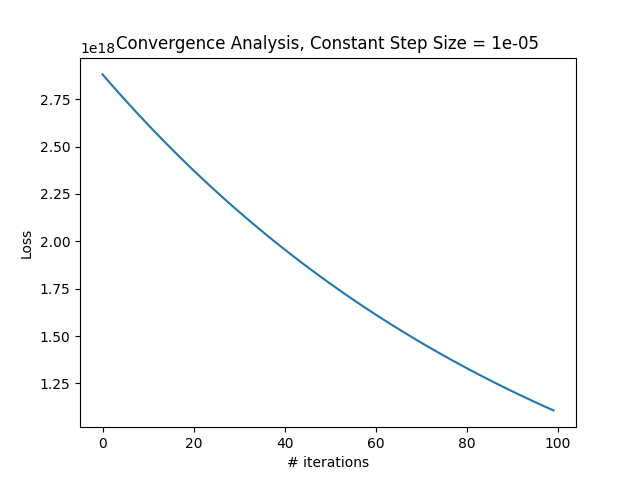 Convergence Analysis, Constant Step Size = 1e-05
1e18
2.75
2.50
2.25
2.00
1.75
1.50
1.25
Loss
0 20 40 60 80 100
# iterations